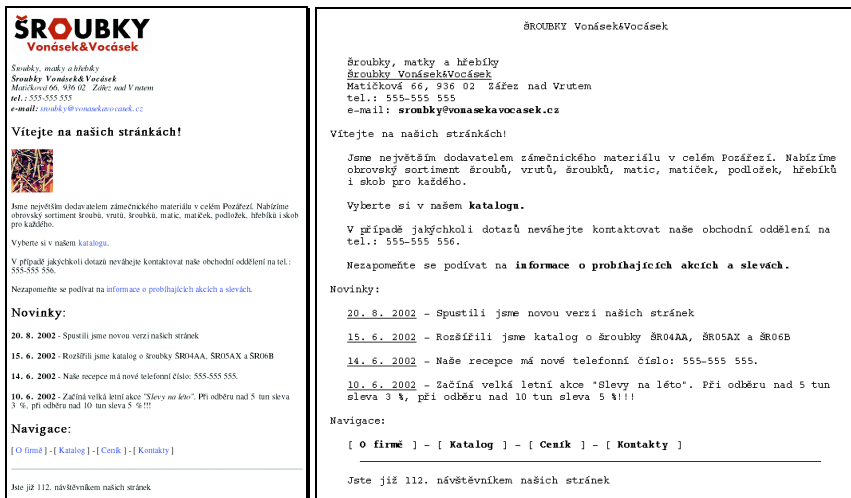 ŠROUBKY
Vonásek&Vocásek
Šroubky, matky a hřebíky
Šroubky Vonásek&Vocásek
Matičková 66, 936 02 Zářez nad Vrutem
tel.: 555-555 555
e-mail: sroubky@vonasekavocasek.cz
Vítejte na našich stránkách!
Jsme největším dodavatelem zámečnického materiálu v celém Pozářezí. Nabízíme
obrovský sortiment šroubů, vrutů, šroubků, matic, matiček, podložek, hřebíků i skob
pro každého.
Vyberte si v našem katalogu.
V případě jakýchkoli dotazů neváhejte kontaktovat naše obchodní oddělení na tel.:
555-555 556.
Nezapomeňte se podívat na informace o probíhajících akcích a slevách.
Novinky:
20. 8. 2002 - Spustili jsme novou verzi našich stránek
15. 6. 2002 - Rozšířili jsme katalog o šroubky ŠR04AA, ŠR05AX a ŠR06B
14. 6. 2002 - Naše recepce má nové telefonní číslo: 555-555 555.
10. 6. 2002 - Začíná velká letní akce "Slevy na léto". Při odběru nad 5 tun sleva
3 %, při odběru nad 10 tun sleva 5 %!!!
Navigace:
[ O firmě ] - [ Katalog ] - [ Ceník ] - [ Kontakty ]
Jste již 112. návštěvníkem našich stránek
ŠROUBKY Vonásek&Vocásek
Šroubky, matky a hřebíky
Šroubky Vonásek&Vocásek
Matičková 66, 936 02 Zářez nad Vrutem
tel.: 555-555 555
e-mail: sroubky@vonasekavocasek.cz
Vítejte na našich stránkách!
Jsme největším dodavatelem zámečnického materiálu v celém Pozářezí. Nabízíme
obrovský sortiment šroubů, vrutů, šroubků, matic, matiček, podložek, hřebíků
i skob pro každého.
Vyberte si v našem katalogu.
V případě jakýchkoli dotazů neváhejte kontaktovat naše obchodní oddělení na
tel.: 555-555 556.
Nezapomeňte se podívat na informace o probíhajících akcích a slevách.
Novinky:
20. 8. 2002 - Spustili jsme novou verzi našich stránek
15. 6. 2002 - Rozšířili jsme katalog o šroubky ŠR04AA, ŠR05AX a ŠR06B
14. 6. 2002 - Naše recepce má nové telefonní číslo: 555-555 555.
10. 6. 2002 - Začíná velká letní akce "Slevy na léto". Při odběru nad 5 tun
sleva 3 %, při odběru nad 10 tun sleva 5 %!!!
Navigace:
[ O firmě ] - [ Katalog ] - [ Ceník ] - [ Kontakty ]
Jste již 112. návštěvníkem našich stránek